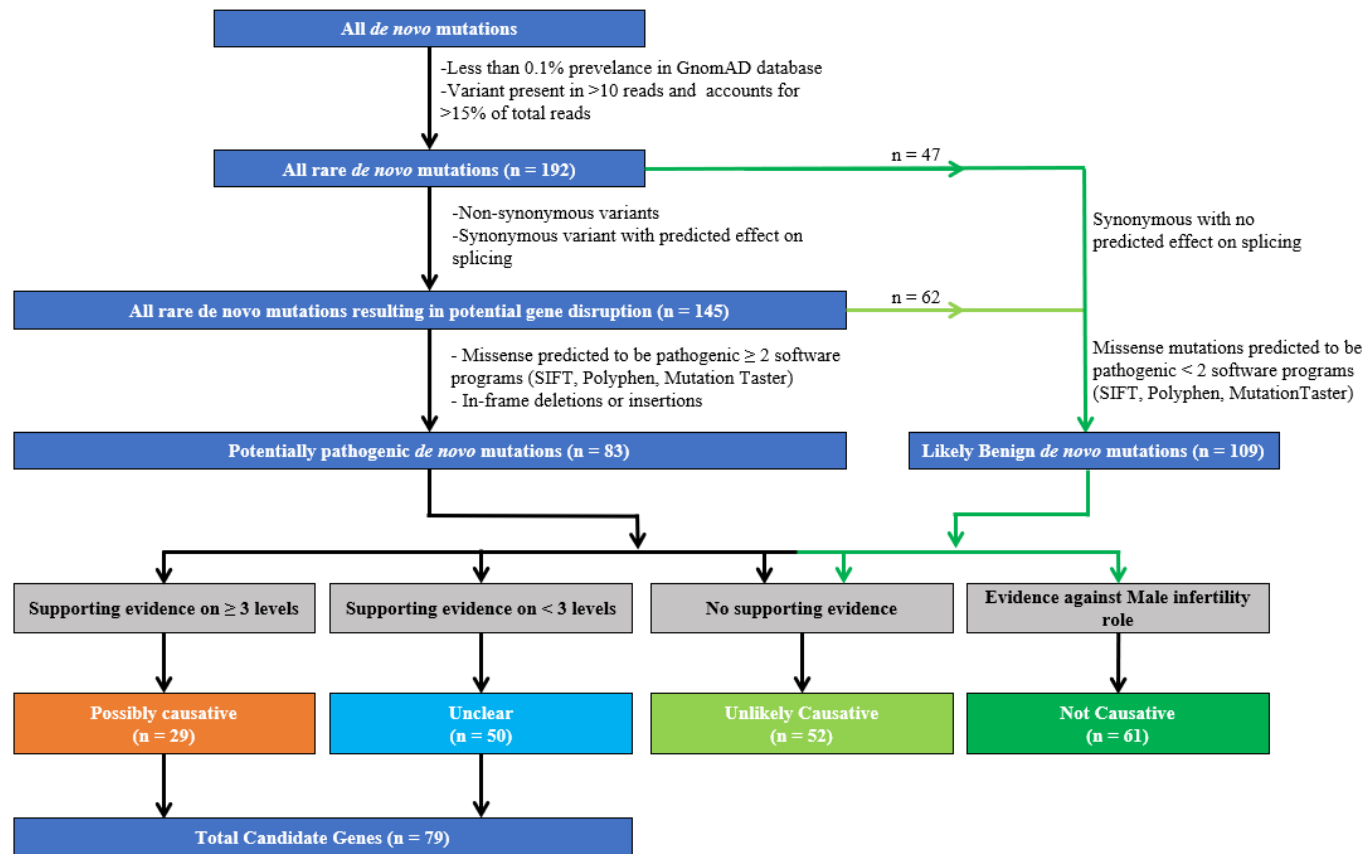 All de novo mutations
-Less than 0.1% prevelance in GnomAD database
-Variant present in >10 reads and accounts for
>15% of total reads
All rare de novo mutations (n = 192)
n = 47
-Non-synonymous variants
-Synonymous variant with predicted effect on
splicing
Synonymous with no
predicted effect on splicing
All rare de novo mutations resulting in potential gene disruption (n = 145)
n = 62
- Missense predicted to be pathogenic ≥ 2 software
programs (SIFT, Polyphen, Mutation Taster)
- In-frame deletions or insertions
Missense mutations predicted to be
pathogenic < 2 software programs
(SIFT, Polyphen, MutationTaster)
Potentially pathogenic de novo mutations (n = 83)
Likely Benign de novo mutations (n = 109)
Supporting evidence on ≥ 3 levels
Supporting evidence on < 3 levels
No supporting evidence
Evidence against Male infertility
role
Possibly causative
(n = 29)
Unclear
(n = 50)
Unlikely Causative
(n = 52)
Not Causative
(n = 61)
Total Candidate Genes (n = 79)